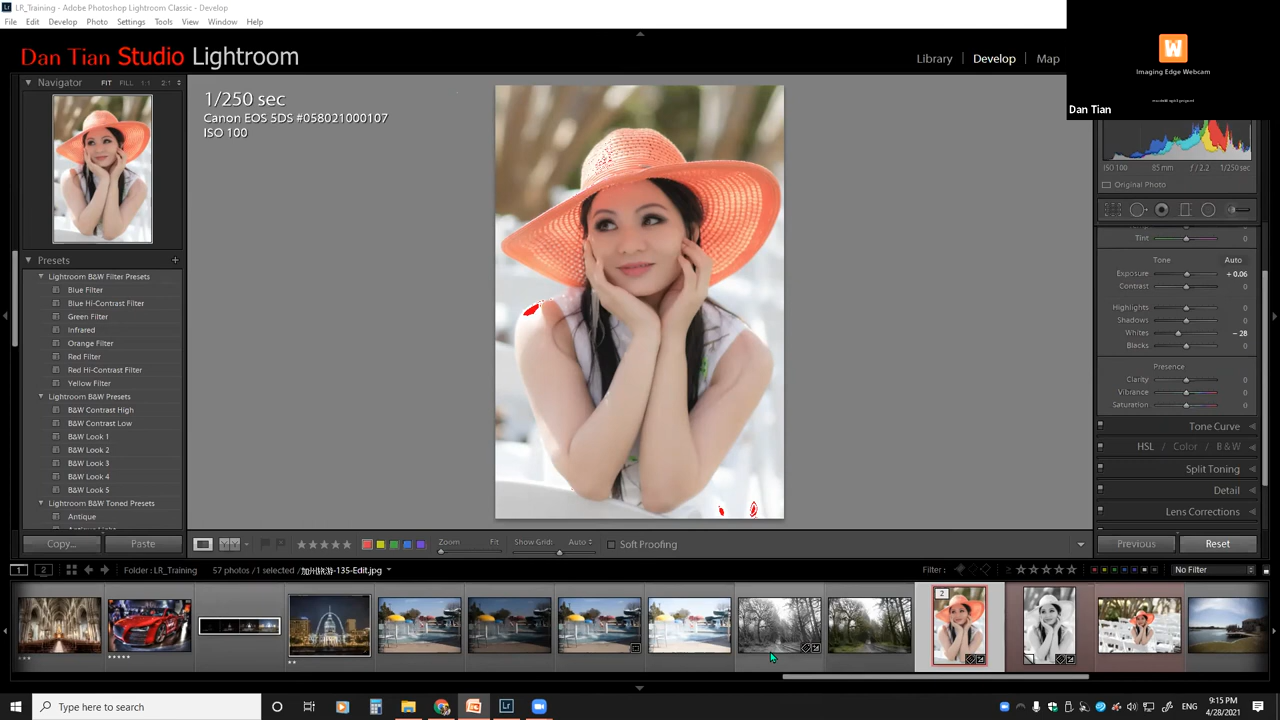 LR_Training - Adobe Photoshop Lightroom Classic - Develop
File Edit Develop Photo Settings Tools View Window Help
Dan Tian Studio Lightroom
Library | Develop | Map
W
Imaging Edge Webcam
Dan Tian
Navigator FIT FILL 1:1 2:1
1/250 sec
Canon EOS 5DS #058021000107
ISO 100
ISO 100 85 mm f / 2.2 1/250 sec
Original Photo
Presets +
Lightroom B&W Filter Presets
Blue Filter
Blue Hi-Contrast Filter
Green Filter
Infrared
Orange Filter
Red Filter
Red Hi-Contrast Filter
Yellow Filter
Lightroom B&W Presets
B&W Contrast High
B&W Contrast Low
B&W Look 1
B&W Look 2
B&W Look 3
B&W Look 4
B&W Look 5
Lightroom B&W Toned Presets
Antique
Tint 0
Tone Auto
Exposure + 0.06
Contrast 0
Highlights 0
Shadows 0
Whites − 28
Blacks 0
Presence
Clarity 0
Vibrance 0
Saturation 0
Tone Curve
HSL / Color / B & W
Split Toning
Detail
Lens Corrections
Copy... Paste
Zoom Fit Show Grid: Auto Soft Proofing
Previous Reset
1 2 Folder : LR_Training 57 photos / 1 selected / Filter : No Filter
2
Type here to search
ENG
9:15 PM
4/28/2021